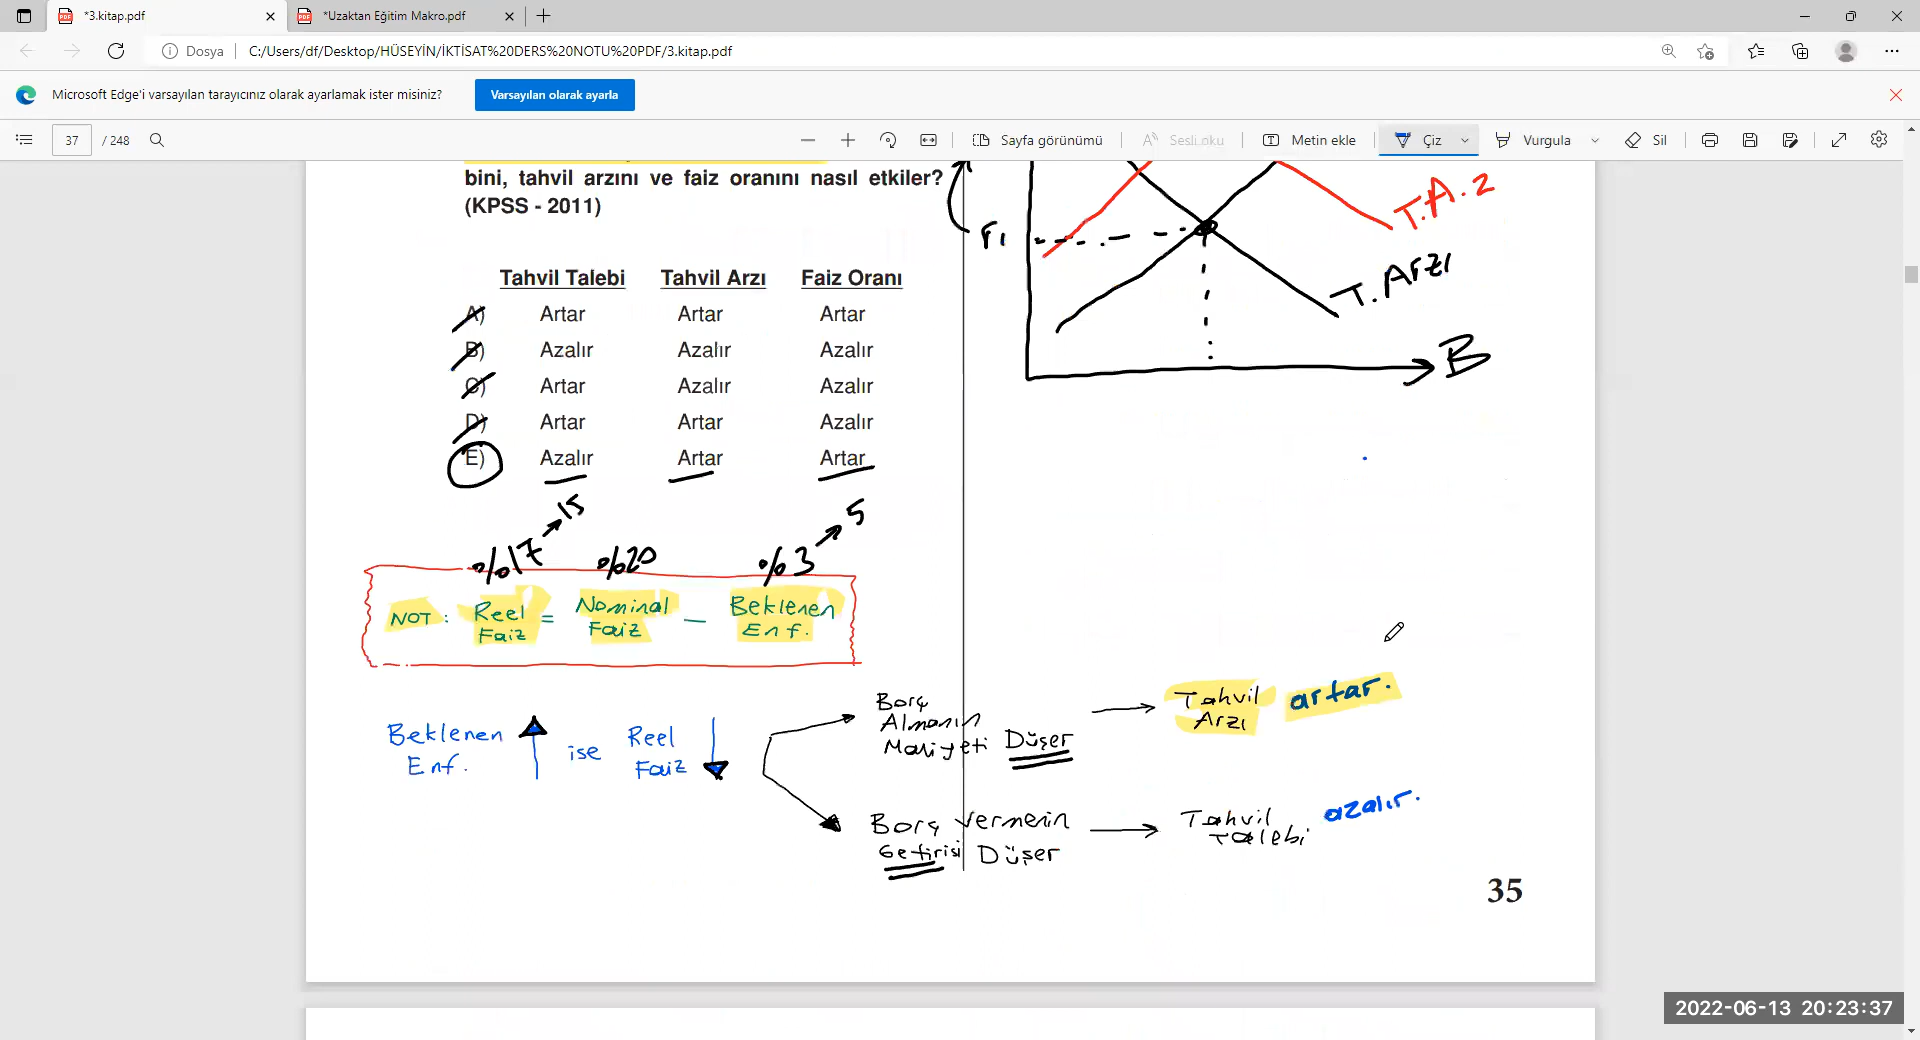 *3.kitap.pdf
*Uzaktan Eğitim Makro.pdf
Dosya
C:/Users/df/Desktop/HÜSEYİN/İKTİSAT%20DERS%20NOTU%20PDF/3.kitap.pdf
Microsoft Edge'i varsayılan tarayıcınız olarak ayarlamak ister misiniz?
Varsayılan olarak ayarla
37 / 248
Sayfa görünümü
Sesli oku
Metin ekle
Çiz
Vurgula
Sil
bini, tahvil arzını ve faiz oranını nasıl etkiler?
(KPSS - 2011)
Tahvil Talebi Tahvil Arzı Faiz Oranı
A) Artar Artar Artar
B) Azalır Azalır Azalır
C) Artar Azalır Azalır
D) Artar Artar Azalır
E) Azalır Artar Artar
T.A.2
r1
T. Arzı
B
15
5
%17 %20 %3
NOT: Reel Faiz = Nominal Faiz — Beklenen Enf.
Beklenen Enf. ise Reel Faiz
Borç
Almanın
Maliyeti Düşer
Tahvil
Arzı
artar.
Borç Vermenin
Getirisi Düşer
Tahvil
Talebi
azalır.
35
2022-06-13 20:23:37